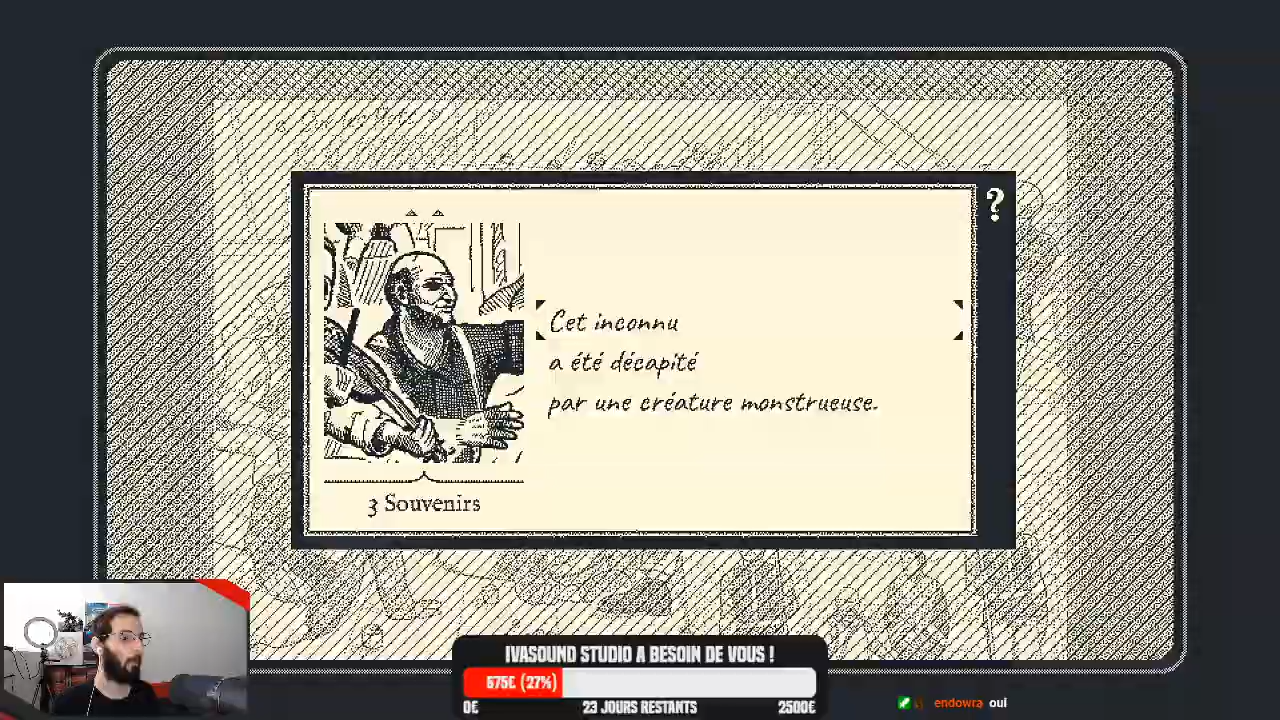 ?
Cet inconnu
a été décapité
par une créature monstrueuse.
3 Souvenirs
IVASOUND STUDIO A BESOIN DE VOUS !
675€ (27%)
0€ 23 JOURS RESTANTS 2500€
endowra oui